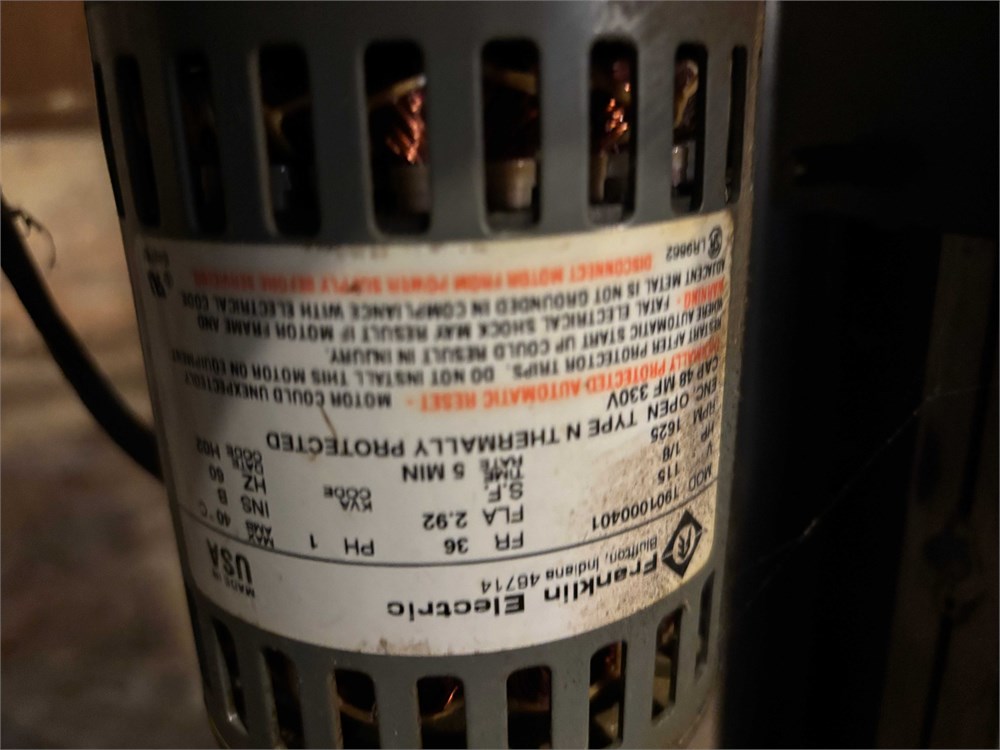 Franklin Electric
Bluffton, Indiana 46714
MADE IN
USA
MOD 1901000401 FR 36 PH 1 MAX AMB 40°C
V 115 FLA 2.92 INS B
HP 1/6 S.F. KVA CODE HZ 60
RPM 1625 TIME RATE 5 MIN DATE CODE H02
ENC OPEN TYPE N THERMALLY PROTECTED
CAP 48 MF 330V
THERMALLY PROTECTED AUTOMATIC RESET - MOTOR COULD UNEXPECTEDLY
RESTART AFTER PROTECTOR TRIPS. DO NOT INSTALL THIS MOTOR ON EQUIPMENT
WHERE AUTOMATIC START UP COULD RESULT IN INJURY.
WARNING - FATAL ELECTRICAL SHOCK MAY RESULT IF MOTOR FRAME AND
ADJACENT METAL IS NOT GROUNDED IN COMPLIANCE WITH ELECTRICAL CODE
DISCONNECT MOTOR FROM POWER SUPPLY BEFORE SERVICING
LR9862